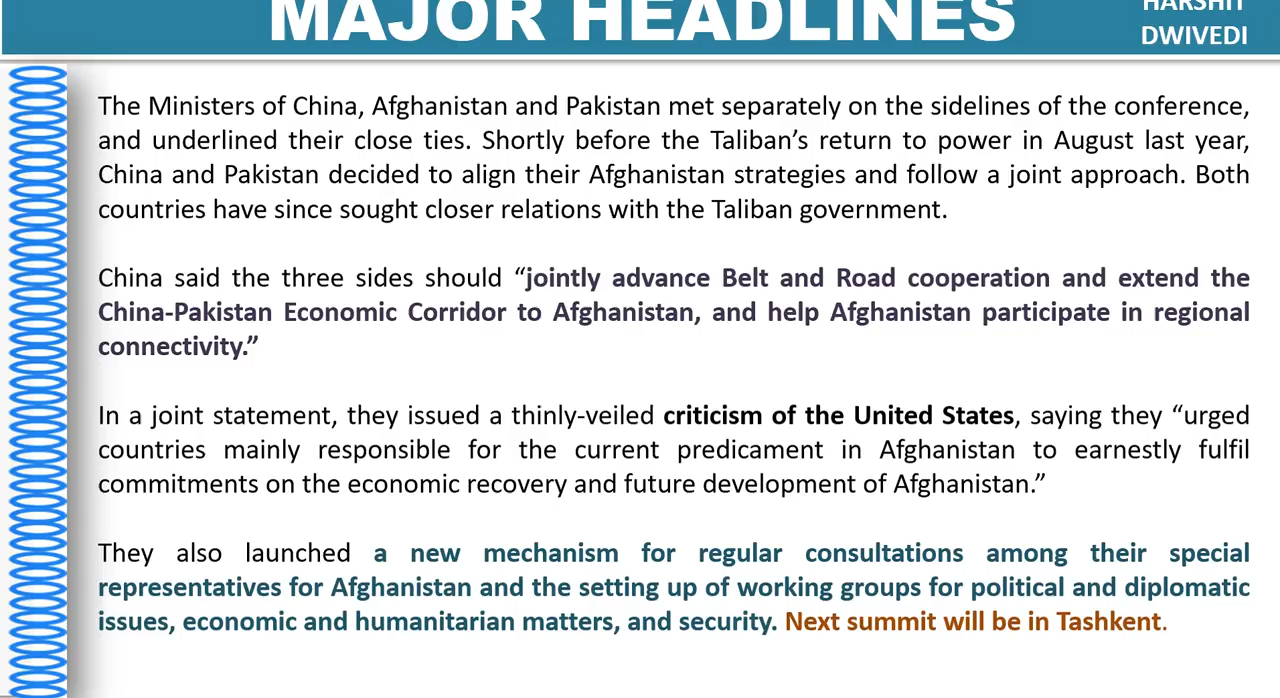 MAJOR HEADLINES
HARSHIT
DWIVEDI
The Ministers of China, Afghanistan and Pakistan met separately on the sidelines of the conference,
and underlined their close ties. Shortly before the Taliban’s return to power in August last year,
China and Pakistan decided to align their Afghanistan strategies and follow a joint approach. Both
countries have since sought closer relations with the Taliban government.
China said the three sides should “jointly advance Belt and Road cooperation and extend the
China-Pakistan Economic Corridor to Afghanistan, and help Afghanistan participate in regional
connectivity.”
In a joint statement, they issued a thinly-veiled criticism of the United States, saying they “urged
countries mainly responsible for the current predicament in Afghanistan to earnestly fulfil
commitments on the economic recovery and future development of Afghanistan.”
They also launched a new mechanism for regular consultations among their special
representatives for Afghanistan and the setting up of working groups for political and diplomatic
issues, economic and humanitarian matters, and security. Next summit will be in Tashkent.